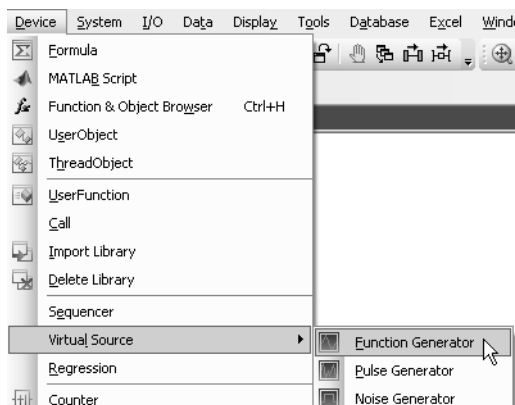 Device System I/O Data Display Tools Database Excel
Formula
MATLAB Script
Function & Object Browser Ctrl+H
UserObject
ThreadObject
UserFunction
Call
Import Library
Delete Library
Sequencer
Virtual Source
Function Generator
Regression
Pulse Generator
Counter
Noise Generator